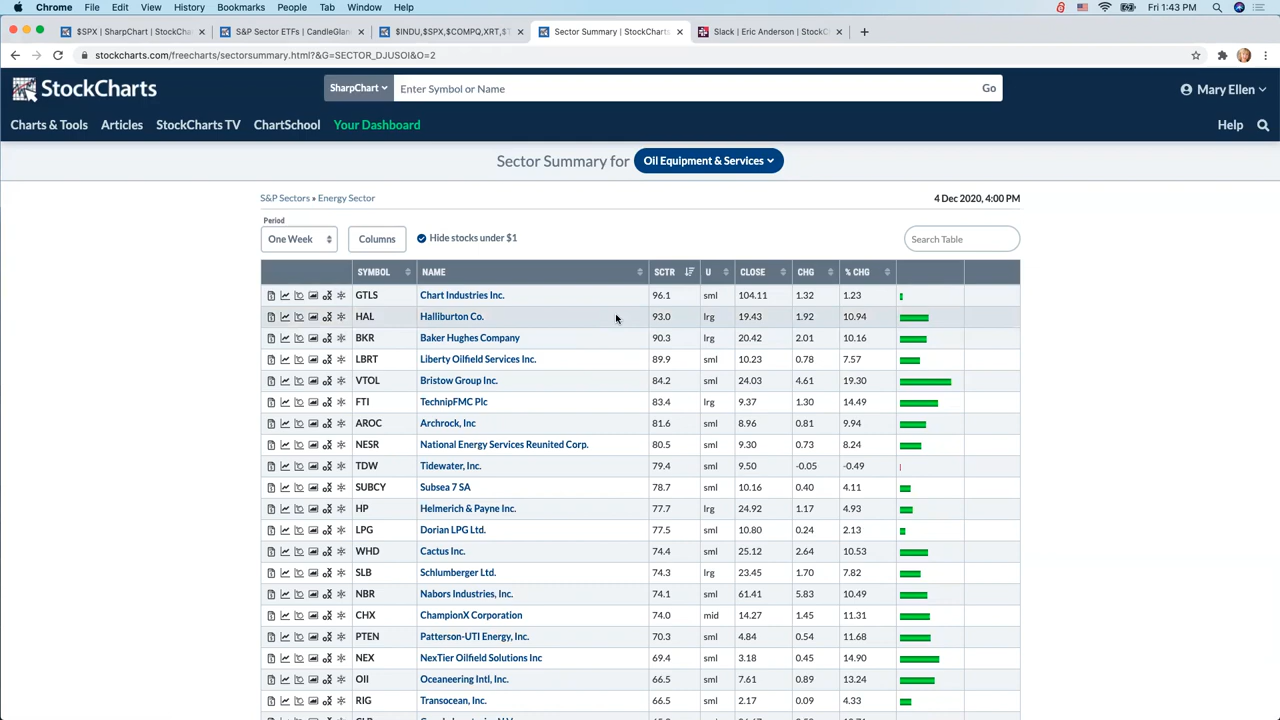 Chrome File Edit View History Bookmarks People Tab Window Help Fri 1:43 PM
$SPX | SharpChart | StockCha S&P Sector ETFs | CandleGlan $INDU,$SPX,$COMPQ,XRT,$T Sector Summary | StockCharts Slack | Eric Anderson | StockC
stockcharts.com/freecharts/sectorsummary.html?&G=SECTOR_DJUSOI&O=2
StockCharts SharpChart Enter Symbol or Name Go Mary Ellen
Charts & Tools Articles StockCharts TV ChartSchool Your Dashboard Help
Sector Summary for Oil Equipment & Services
S&P Sectors » Energy Sector 4 Dec 2020, 4:00 PM
Period
One Week Columns Hide stocks under $1 Search Table
SYMBOL NAME SCTR U CLOSE CHG % CHG
GTLS Chart Industries Inc. 96.1 sml 104.11 1.32 1.23
HAL Halliburton Co. 93.0 lrg 19.43 1.92 10.94
BKR Baker Hughes Company 90.3 lrg 20.42 2.01 10.16
LBRT Liberty Oilfield Services Inc. 89.9 sml 10.23 0.78 7.57
VTOL Bristow Group Inc. 84.2 sml 24.03 4.61 19.30
FTI TechnipFMC Plc 83.4 lrg 9.37 1.30 14.49
AROC Archrock, Inc 81.6 sml 8.96 0.81 9.94
NESR National Energy Services Reunited Corp. 80.5 sml 9.30 0.73 8.24
TDW Tidewater, Inc. 79.4 sml 9.50 -0.05 -0.49
SUBCY Subsea 7 SA 78.7 sml 10.16 0.40 4.11
HP Helmerich & Payne Inc. 77.7 lrg 24.92 1.17 4.93
LPG Dorian LPG Ltd. 77.5 sml 10.80 0.24 2.13
WHD Cactus Inc. 74.4 sml 25.12 2.64 10.53
SLB Schlumberger Ltd. 74.3 lrg 23.45 1.70 7.82
NBR Nabors Industries, Inc. 74.1 sml 61.41 5.83 10.49
CHX ChampionX Corporation 74.0 mid 14.27 1.45 11.31
PTEN Patterson-UTI Energy, Inc. 70.3 sml 4.84 0.54 11.68
NEX NexTier Oilfield Solutions Inc 69.4 sml 3.18 0.45 14.90
OII Oceaneering Intl, Inc. 66.5 sml 7.61 0.89 13.24
RIG Transocean, Inc. 66.5 sml 2.17 0.09 4.33